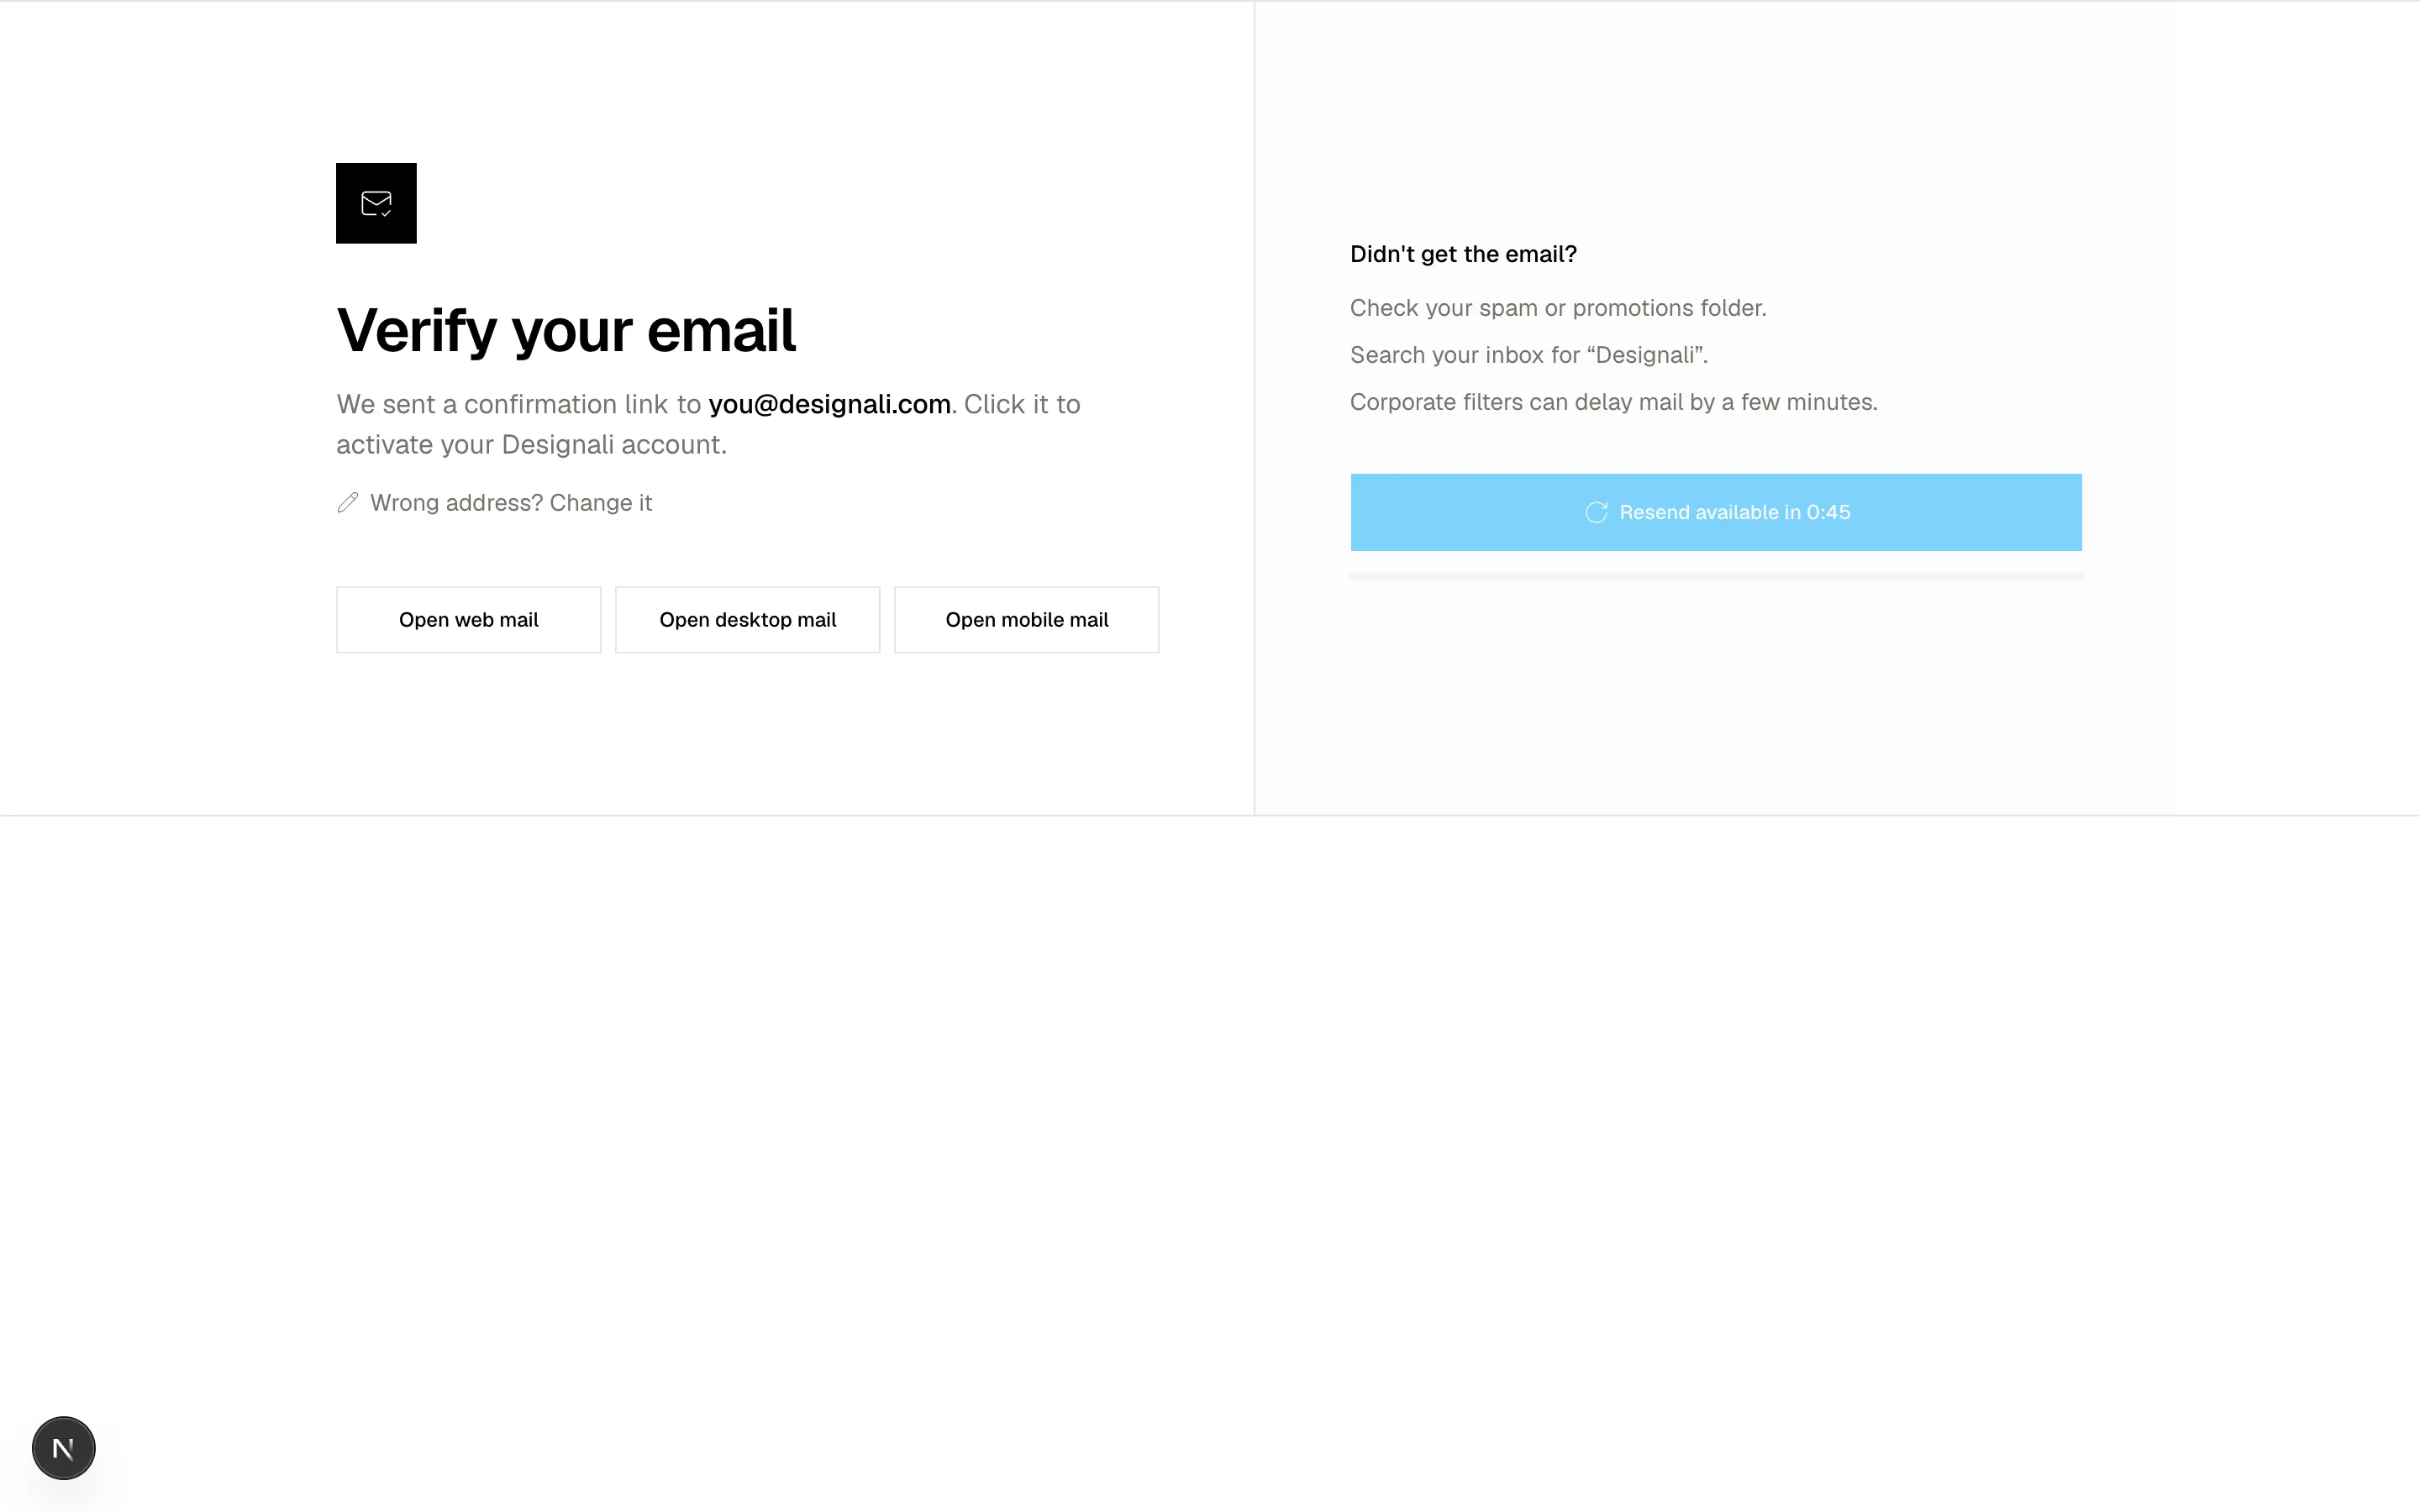 Verify your email
We sent a confirmation link to you@designali.com. Click it to
activate your Designali account.
Wrong address? Change it
Open web mail
Open desktop mail
Open mobile mail
Didn't get the email?
Check your spam or promotions folder.
Search your inbox for “Designali”.
Corporate filters can delay mail by a few minutes.
Resend available in 0:45
N